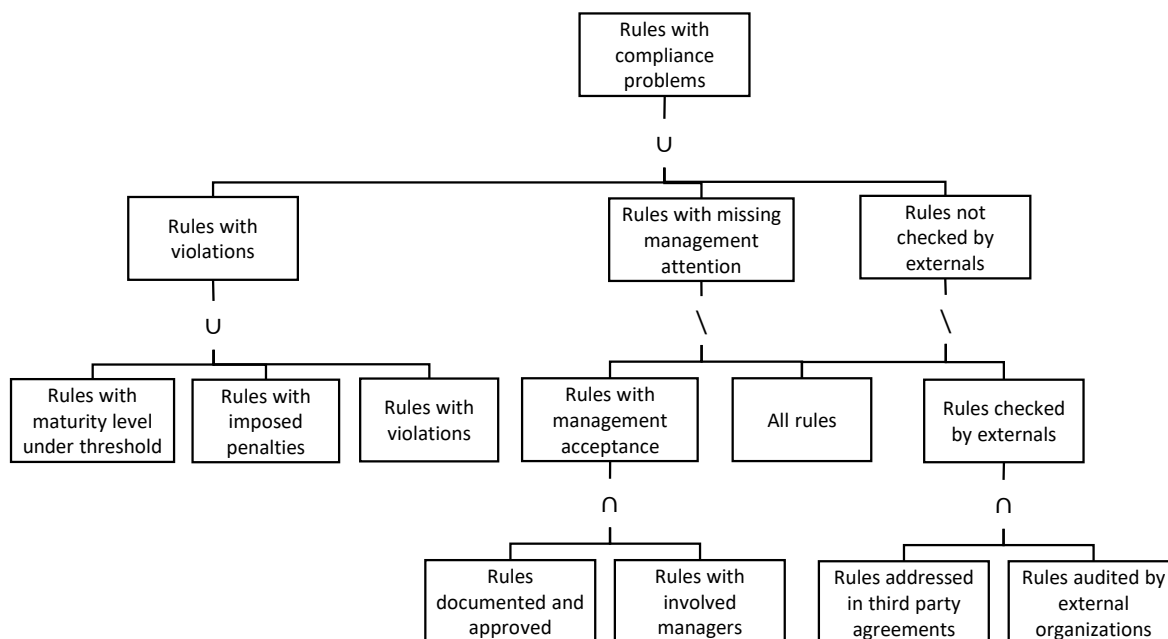 Rules with
compliance
problems
∪
Rules with
violations
Rules with missing
management
attention
Rules not
checked by
externals
∪
\
\
Rules with
maturity level
under threshold
Rules with
imposed
penalties
Rules with
violations
Rules with
management
acceptance
All rules
Rules checked
by externals
∩
∩
Rules
documented and
approved
Rules with
involved
managers
Rules addressed
in third party
agreements
Rules audited by
external
organizations